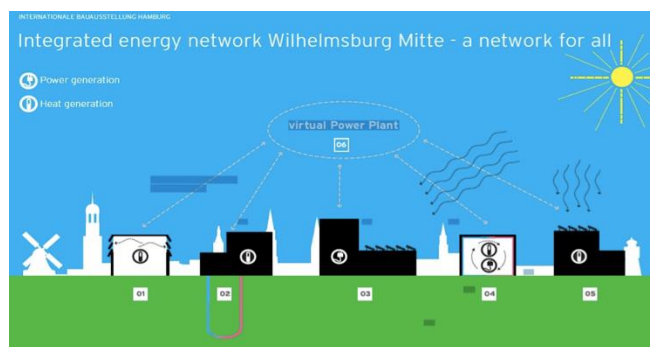 INTERNATIONALE BAUAUSSTELLUNG HAMBURG
Integrated energy network Wilhelmsburg Mitte - a network for all
Power generation
Heat generation
virtual Power Plant
06
01
02
03
04
05